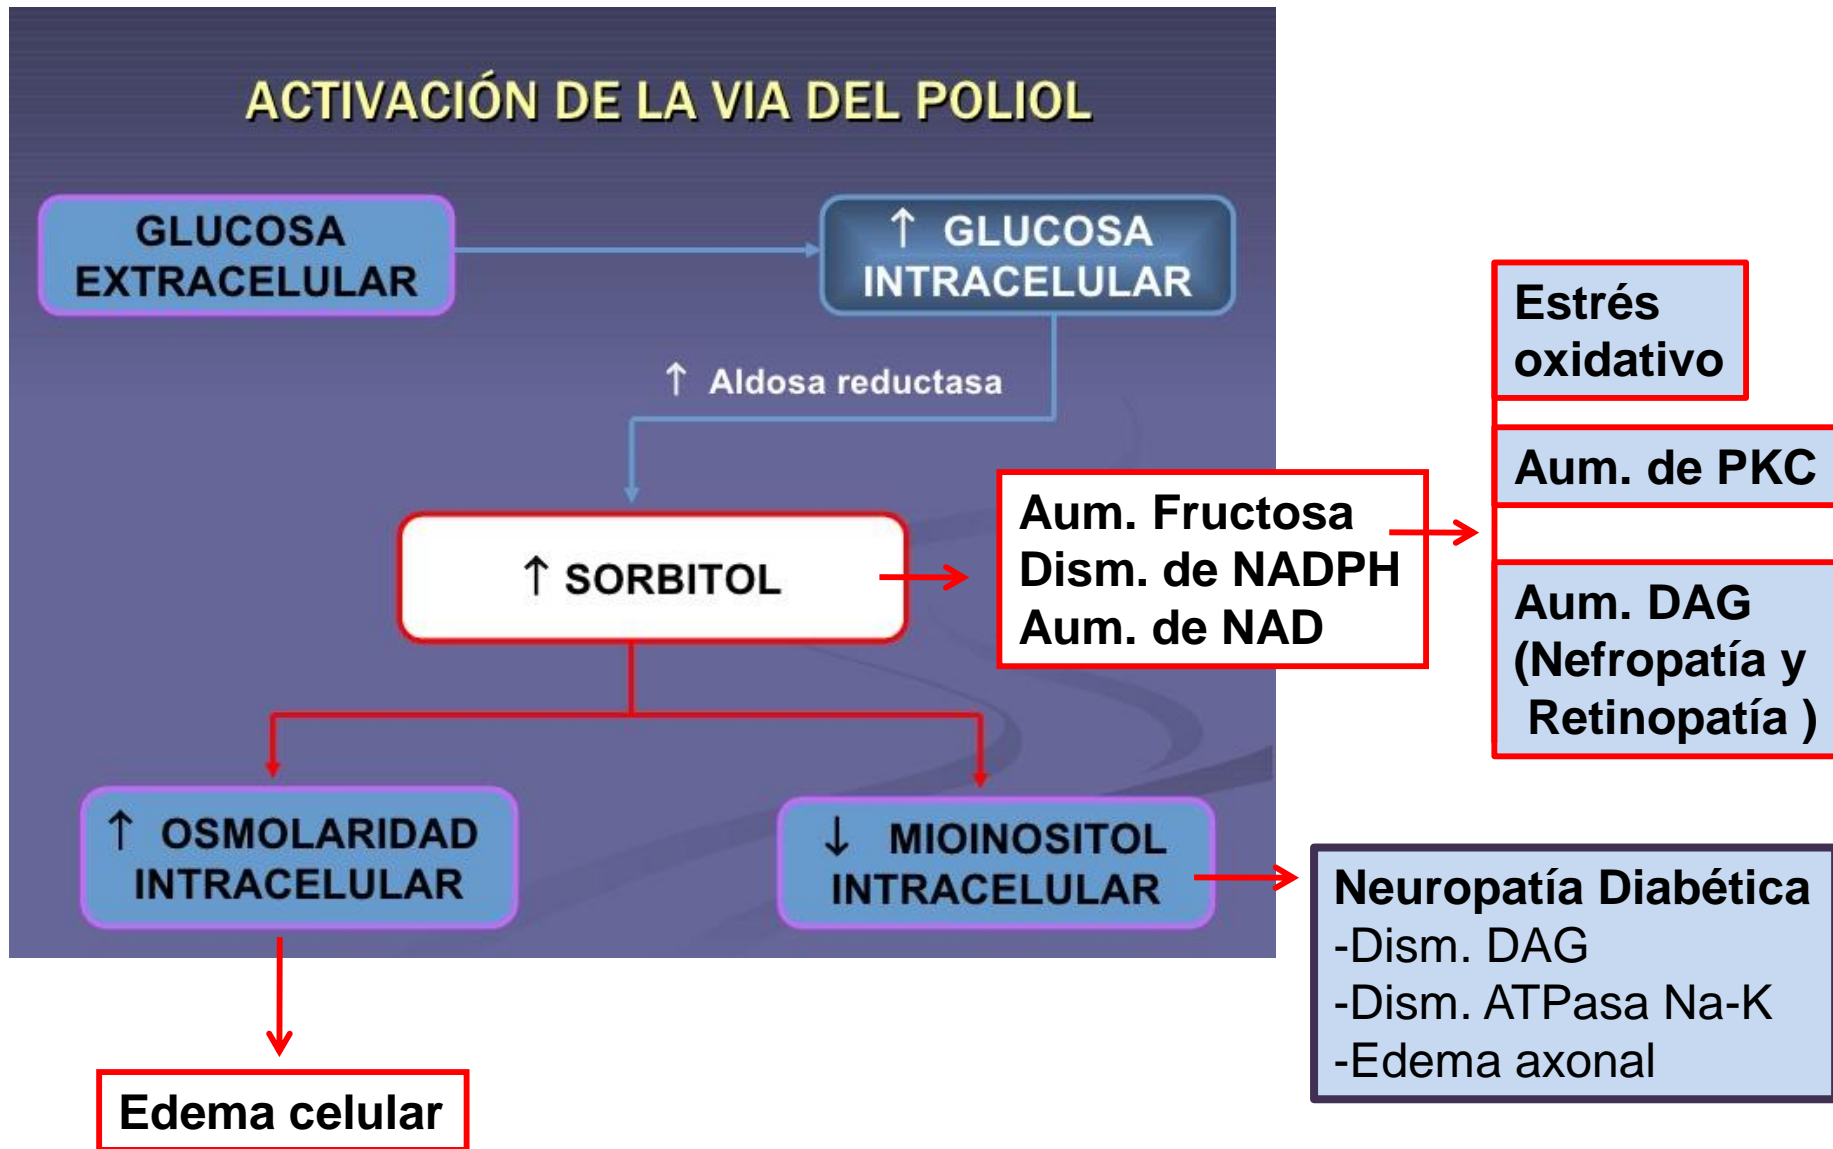 ACTIVACIÓN DE LA VIA DEL POLIOL
GLUCOSA
EXTRACELULAR
↑ GLUCOSA
INTRACELULAR
↑ Aldosa reductasa
↑ SORBITOL
Aum. Fructosa
Dism. de NADPH
Aum. de NAD
Estrés
oxidativo
Aum. de PKC
Aum. DAG
(Nefropatía y
Retinopatía )
↑ OSMOLARIDAD
INTRACELULAR
↓ MIOINOSITOL
INTRACELULAR
Neuropatía Diabética
-Dism. DAG
-Dism. ATPasa Na-K
-Edema axonal
Edema celular